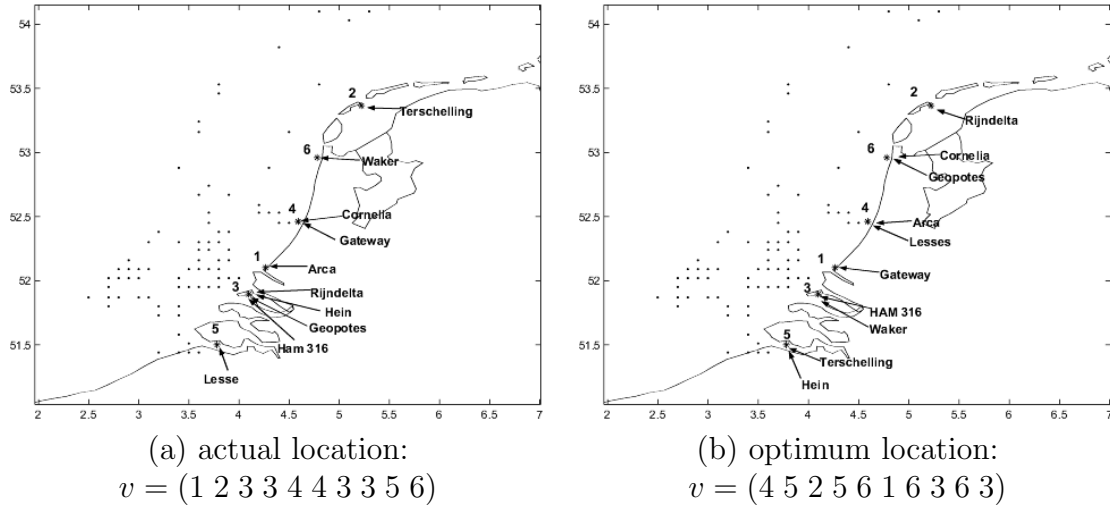 54
53.5
53
52.5
52
51.5
2 2.5 3 3.5 4 4.5 5 5.5 6 6.5 7
2
Terschelling
6
Waker
4
Cornelia
Gateway
1
Arca
3
Rijndelta
Hein
Geopotes
Ham 316
5
Lesse
(a) actual location:
v = (1 2 3 3 4 4 3 3 5 6)
54
53.5
53
52.5
52
51.5
2 2.5 3 3.5 4 4.5 5 5.5 6 6.5 7
2
Rijndelta
6
Cornelia
Geopotes
4
Arca
Lesses
1
Gateway
3
HAM 316
Waker
5
Terschelling
Hein
(b) optimum location:
v = (4 5 2 5 6 1 6 3 6 3)